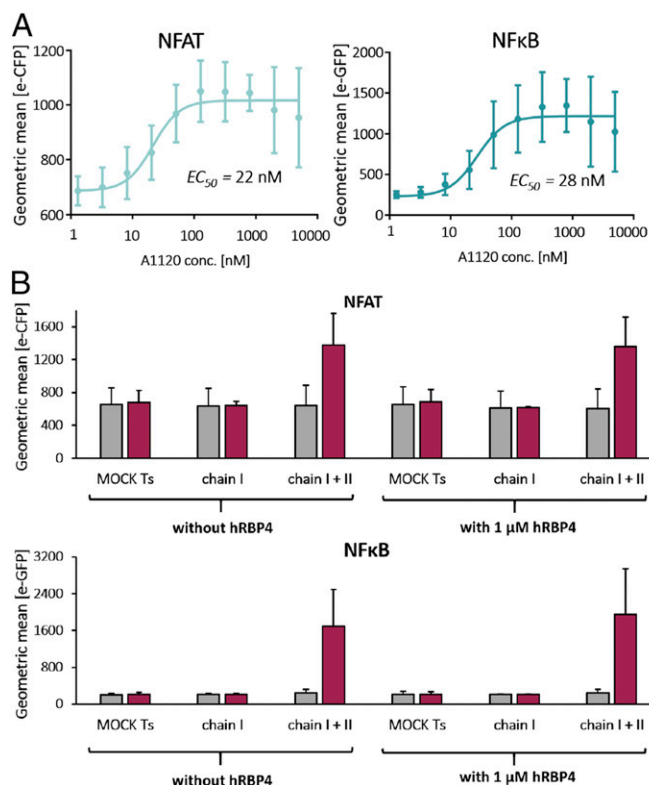 A
NFAT
Geometric mean [e-CFP]
1200
1000
800
600
EC50 = 22 nM
1 10 100 1000 10000
A1120 conc. [nM]
NFκB
Geometric mean [e-GFP]
2000
1500
1000
500
0
EC50 = 28 nM
1 10 100 1000 10000
A1120 conc. [nM]
B
NFAT
Geometric mean [e-CFP]
1600
1200
800
400
0
MOCK Ts chain I chain I + II MOCK Ts chain I chain I + II
without hRBP4 with 1 μM hRBP4
NFκB
Geometric mean [e-GFP]
3200
2400
1600
800
0
MOCK Ts chain I chain I + II MOCK Ts chain I chain I + II
without hRBP4 with 1 μM hRBP4